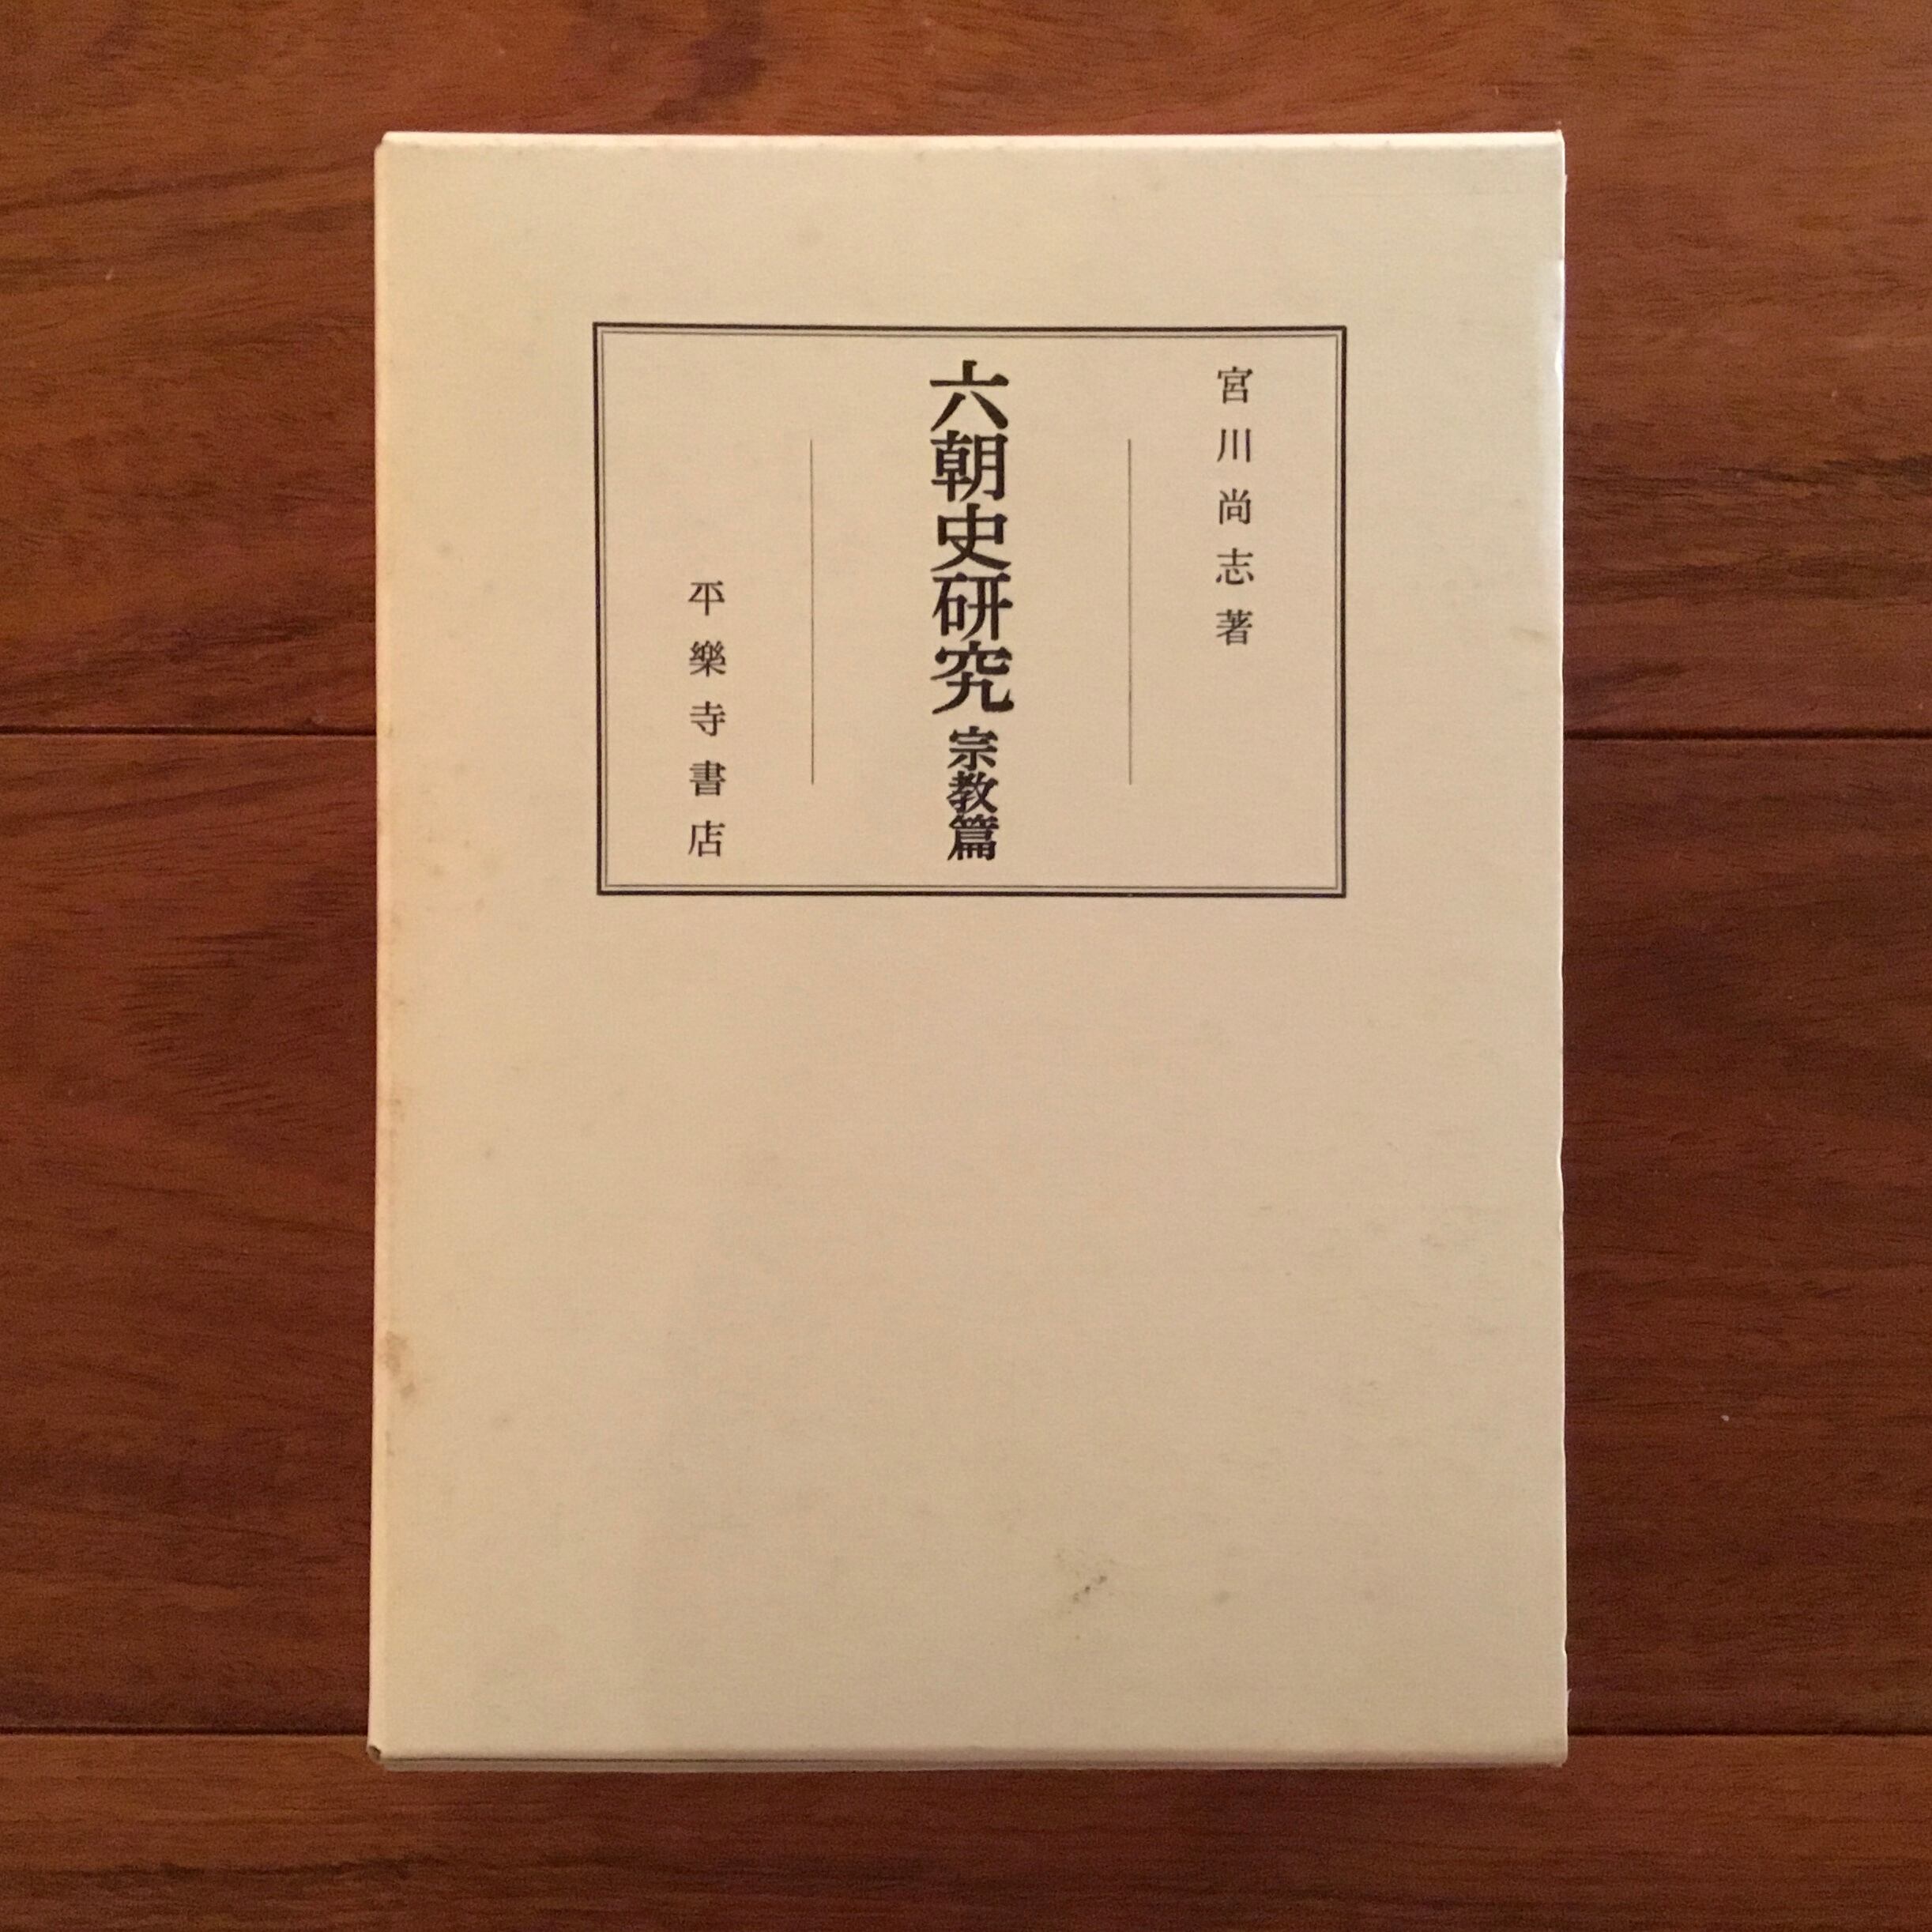 宮川尚志著
六朝史研究 宗教篇
平樂寺書店